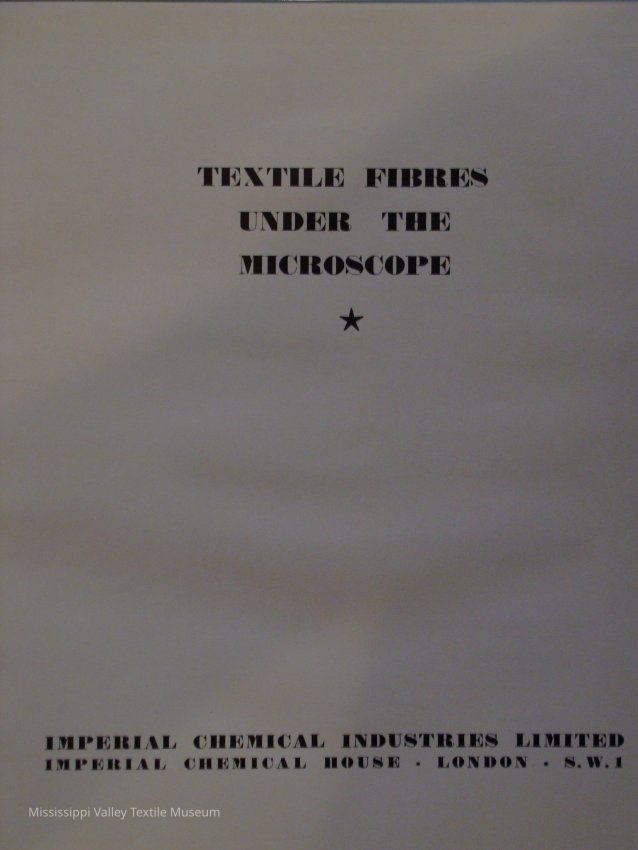 TEXTILE FIBRES
UNDER THE
MICROSCOPE
IMPERIAL CHEMICAL INDUSTRIES LIMITED
IMPERIAL CHEMICAL HOUSE · LONDON · S.W.1
Mississippi Valley Textile Museum